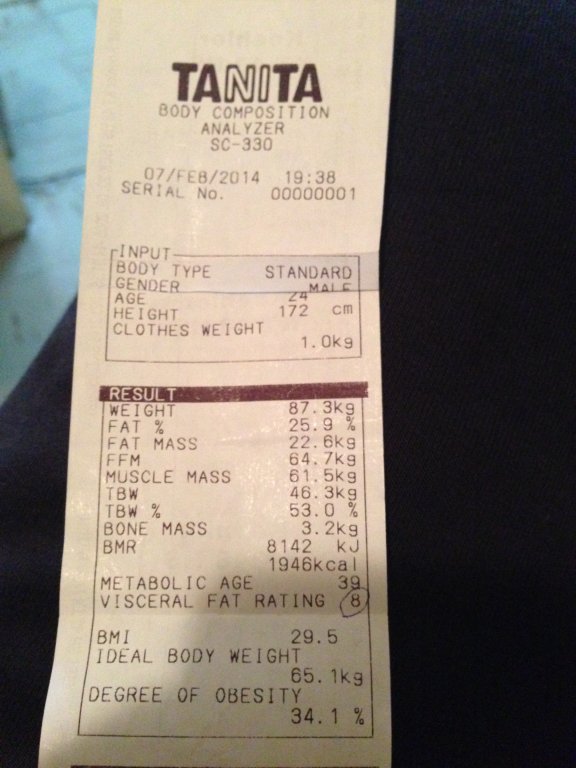 TANITA
BODY COMPOSITION
ANALYZER
SC-330
07/FEB/2014 19:38
SERIAL No. 00000001
INPUT
BODY TYPE STANDARD
GENDER MALE
AGE 24
HEIGHT 172 cm
CLOTHES WEIGHT
1.0kg
RESULT
WEIGHT 87.3kg
FAT % 25.9 %
FAT MASS 22.6kg
FFM 64.7kg
MUSCLE MASS 61.5kg
TBW 46.3kg
TBW % 53.0 %
BONE MASS 3.2kg
BMR 8142 kJ
1946kcal
METABOLIC AGE 39
VISCERAL FAT RATING 8
BMI 29.5
IDEAL BODY WEIGHT
65.1kg
DEGREE OF OBESITY
34.1 %